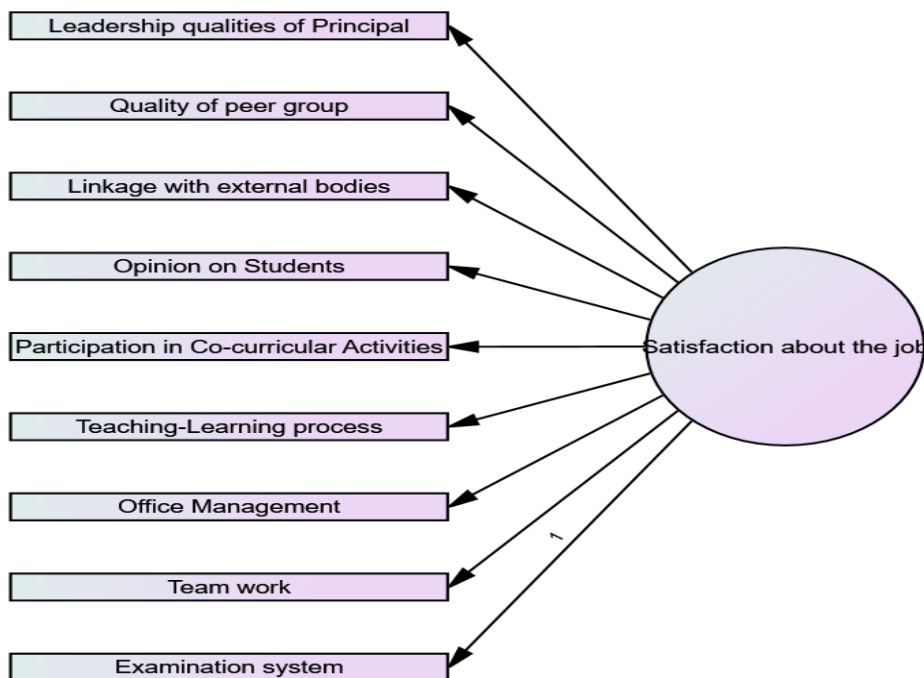 Leadership qualities of Principal
Quality of peer group
Linkage with external bodies
Opinion on Students
Participation in Co-curricular Activities
Satisfaction about the job
Teaching-Learning process
Office Management
1
Team work
Examination system